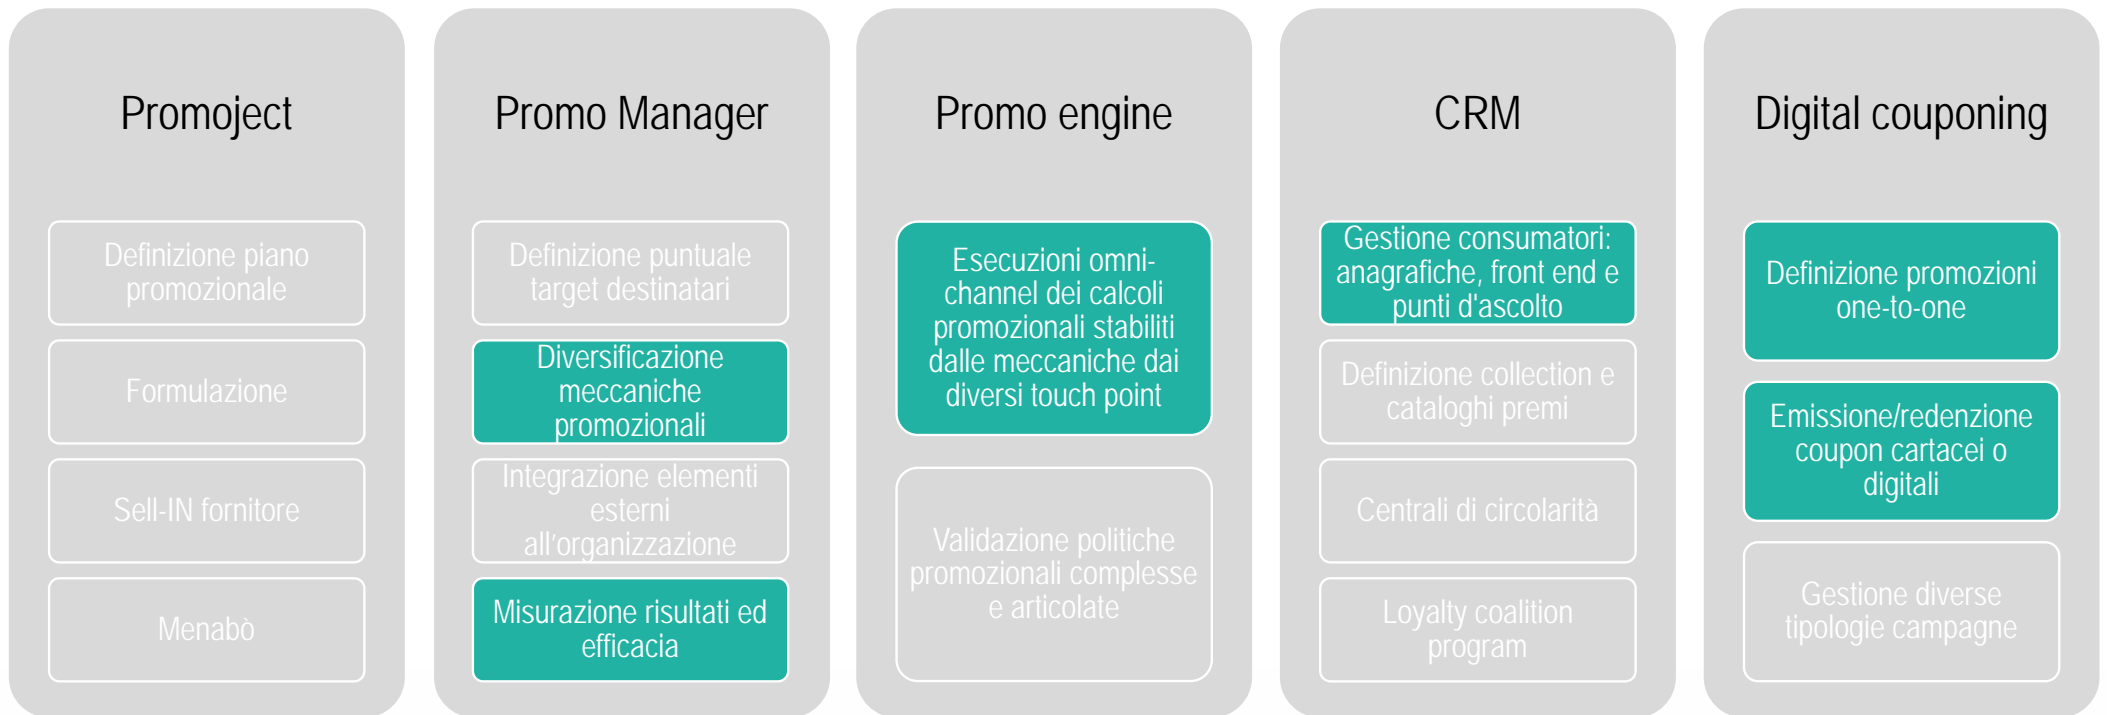 Promoject
Definizione piano
promozionale
Formulazione
Sell-IN fornitore
Menabò
Promo Manager
Definizione puntuale
target destinatari
Diversificazione
meccaniche
promozionali
Integrazione elementi
esterni
all’organizzazione
Misurazione risultati ed
efficacia
Promo engine
Esecuzioni omni-
channel dei calcoli
promozionali stabiliti
dalle meccaniche dai
diversi touch point
Validazione politiche
promozionali complesse
e articolate
CRM
Gestione consumatori:
anagrafiche, front end e
punti d'ascolto
Definizione collection e
cataloghi premi
Centrali di circolarità
Loyalty coalition
program
Digital couponing
Definizione promozioni
one-to-one
Emissione/redenzione
coupon cartacei o
digitali
Gestione diverse
tipologie campagne